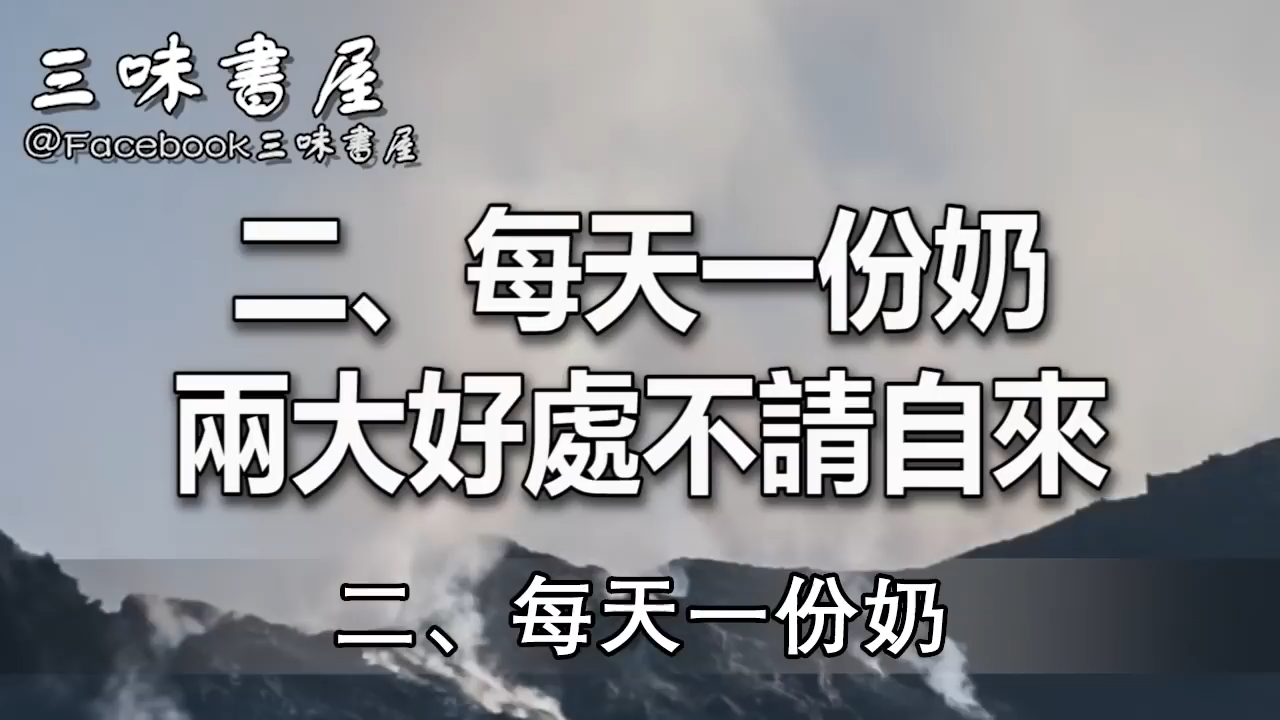 三味書屋
@Facebook三味書屋
二、每天一份奶
兩大好處不請自來
二、每天一份奶